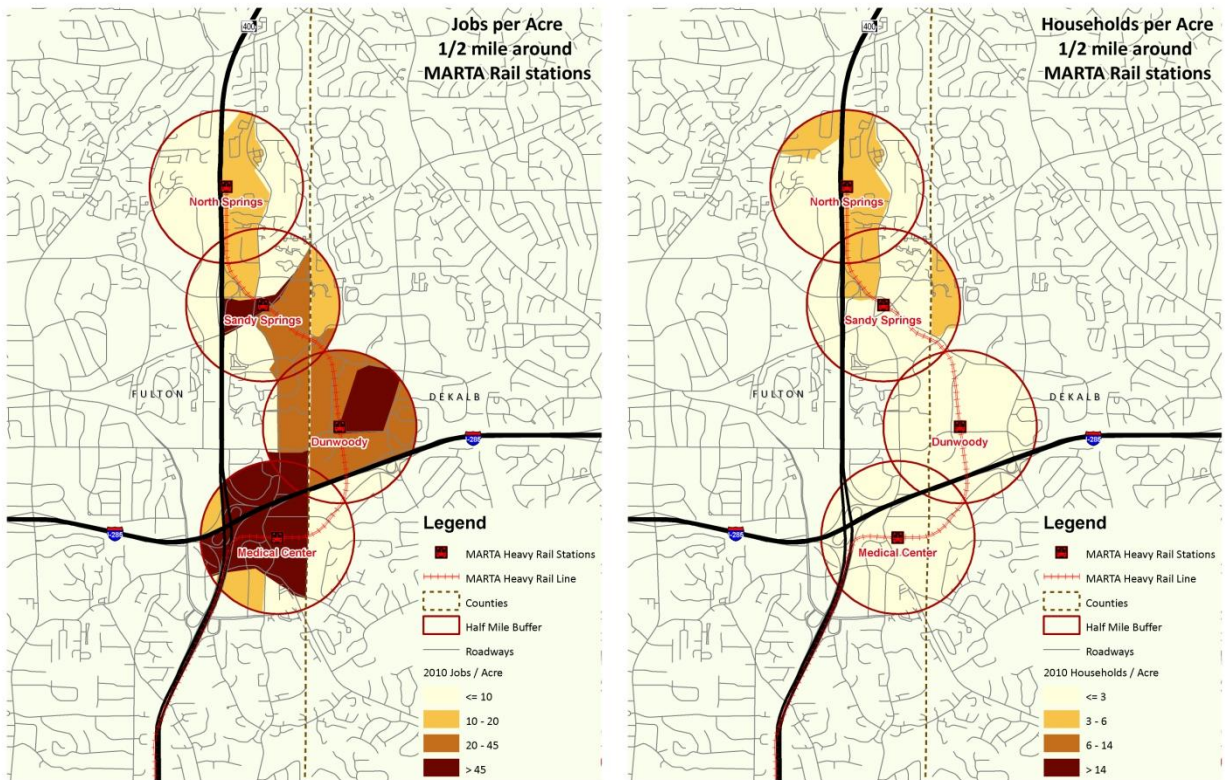 400
Jobs per Acre
1/2 mile around
MARTA Rail stations
North Springs
Sandy Springs
FULTON
DEKALB
Dunwoody
I-285
I-285
Medical Center
Legend
MARTA Heavy Rail Stations
MARTA Heavy Rail Line
Counties
Half Mile Buffer
Roadways
2010 Jobs / Acre
<= 10
10 - 20
20 - 45
> 45
400
Households per Acre
1/2 mile around
MARTA Rail stations
North Springs
Sandy Springs
FULTON
DEKALB
Dunwoody
I-285
I-285
Medical Center
Legend
MARTA Heavy Rail Stations
MARTA Heavy Rail Line
Counties
Half Mile Buffer
Roadways
2010 Households / Acre
<= 3
3 - 6
6 - 14
> 14